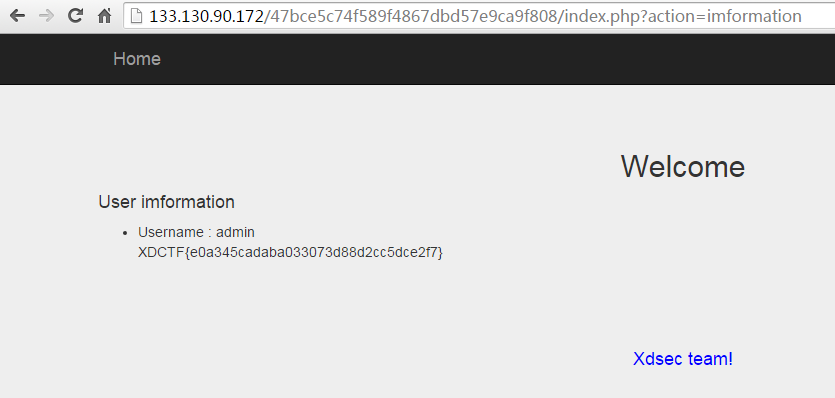 133.130.90.172/47bce5c74f589f4867dbd57e9ca9f808/index.php?action=imformation
Home
Welcome
User imformation
Username : admin
XDCTF{e0a345cadaba033073d88d2cc5dce2f7}
Xdsec team!